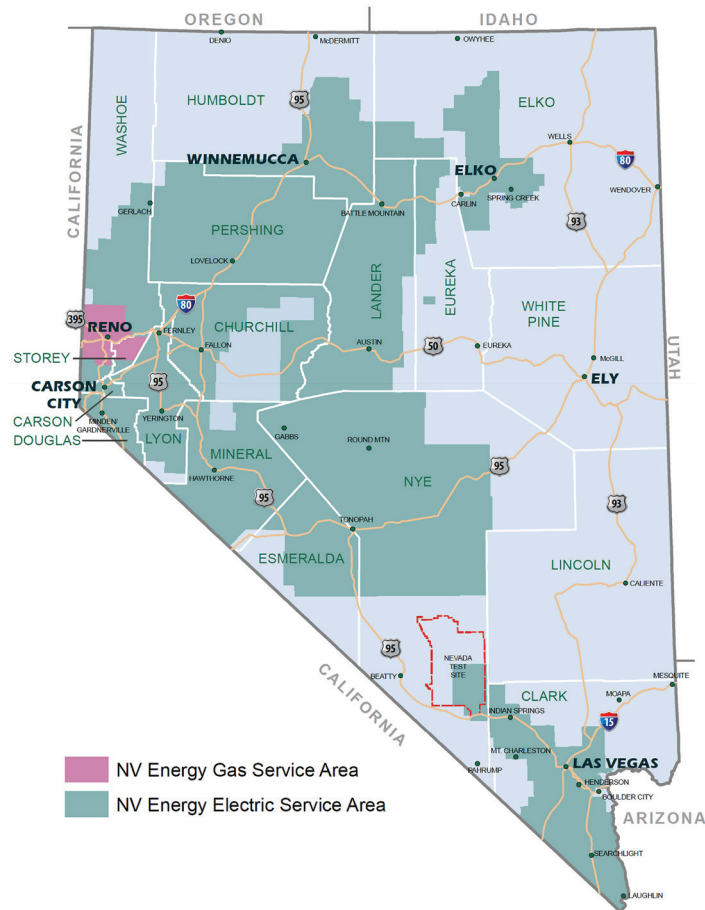 OREGON
IDAHO
DENIO
McDERMITT
OWYHEE
95
HUMBOLDT
ELKO
WASHOE
CALIFORNIA
WINNEMUCCA
ELKO
WELLS
80
WENDOVER
CARLIN
SPRING CREEK
GERLACH
BATTLE MOUNTAIN
93
PERSHING
LOVELOCK
LANDER
EUREKA
WHITE
PINE
80
395
RENO
FERNLEY
CHURCHILL
FALLON
AUSTIN
50
EUREKA
McGILL
UTAH
STOREY
CARSON
CITY
95
ELY
CARSON
DOUGLAS
MINDEN/
GARDNERVILLE
YERINGTON
LYON
MINERAL
GABBS
ROUND MTN
HAWTHORNE
NYE
95
95
TONOPAH
93
ESMERALDA
LINCOLN
CALIENTE
CALIFORNIA
95
BEATTY
NEVADA
TEST
SITE
MESQUITE
CLARK
MOAPA
INDIAN SPRINGS
15
MT. CHARLESTON
PAHRUMP
LAS VEGAS
HENDERSON
BOULDER CITY
ARIZONA
SEARCHLIGHT
LAUGHLIN
NV Energy Gas Service Area
NV Energy Electric Service Area